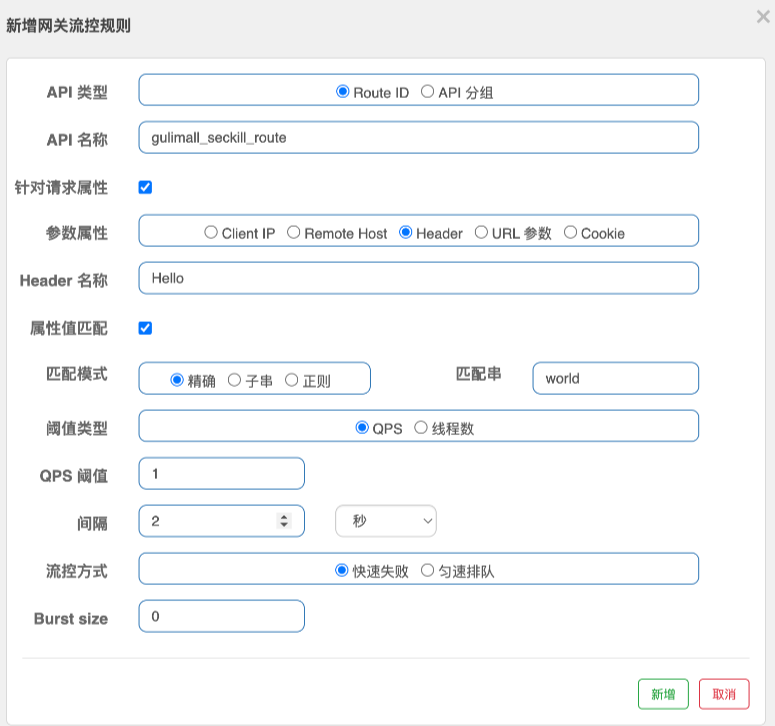 新增网关流控规则
×
API 类型 Route ID API 分组
API 名称 gulimall_seckill_route
针对请求属性
参数属性 Client IP Remote Host Header URL 参数 Cookie
Header 名称 Hello
属性值匹配
匹配模式 精确 子串 正则 匹配串 world
阈值类型 QPS 线程数
QPS 阈值 1
间隔 2 秒
流控方式 快速失败 匀速排队
Burst size 0
新增 取消